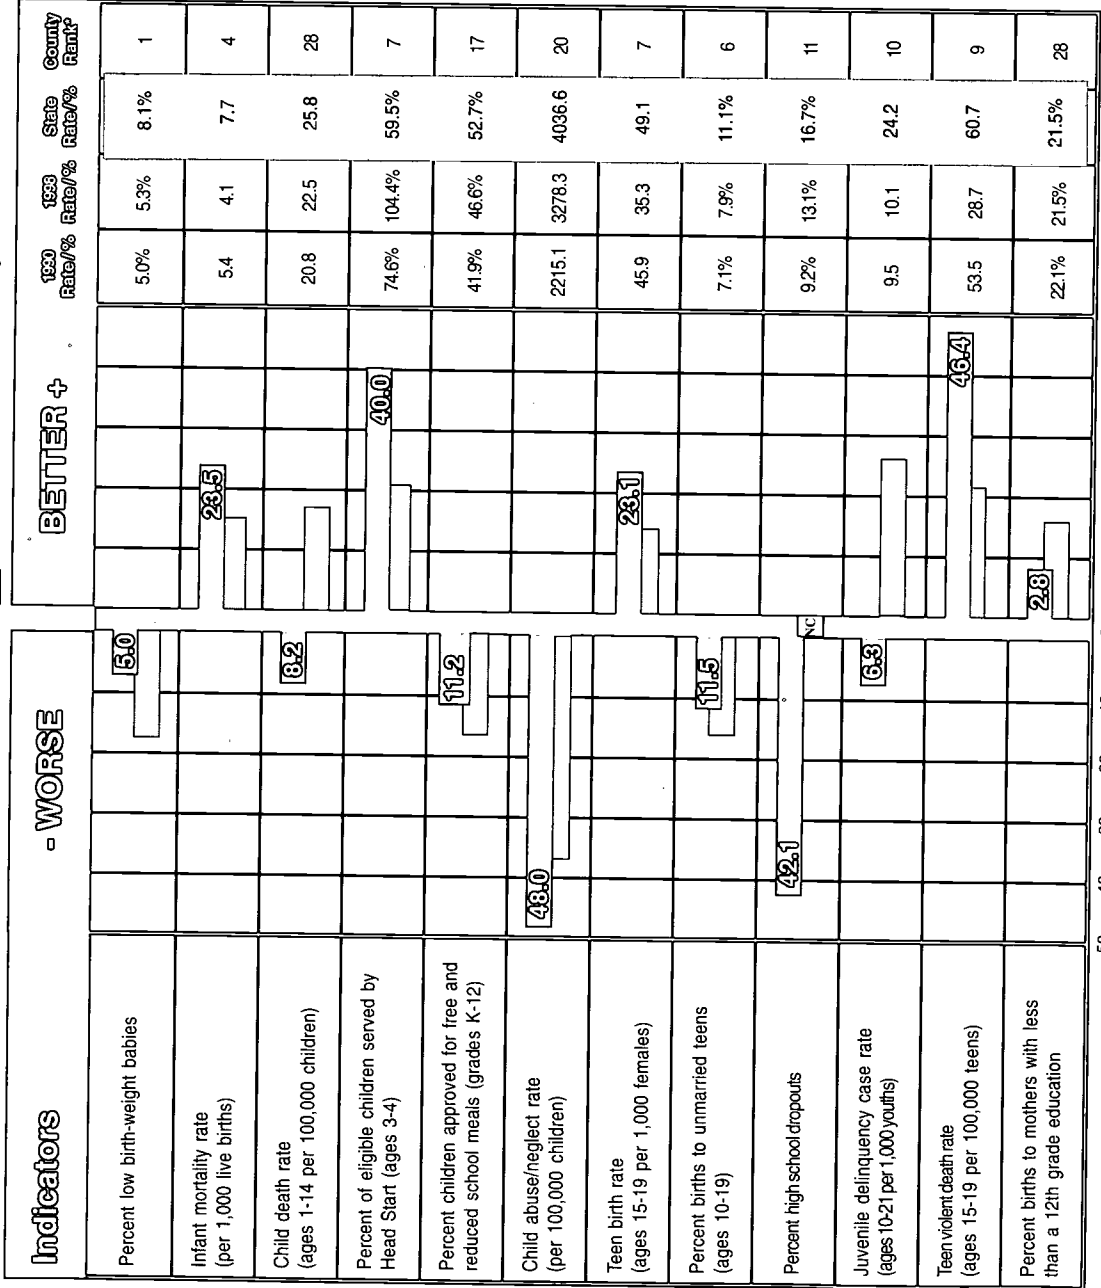 Indicators
- WORSE
BETTER +
1990
Rate/%
1998
Rate/%
State
Rate/%
County
Rank*
Percent low birth-weight babies
5.0
5.0%
5.3%
8.1%
1
Infant mortality rate
(per 1,000 live births)
23.5
5.4
4.1
7.7
4
Child death rate
(ages 1-14 per 100,000 children)
8.2
20.8
22.5
25.8
28
Percent of eligible children served by
Head Start (ages 3-4)
40.0
74.6%
104.4%
59.5%
7
Percent children approved for free and
reduced school meals (grades K-12)
11.2
41.9%
46.6%
52.7%
17
Child abuse/neglect rate
(per 100,000 children)
48.0
2215.1
3278.3
4036.6
20
Teen birth rate
(ages 15-19 per 1,000 females)
23.1
45.9
35.3
49.1
7
Percent births to unmarried teens
(ages 10-19)
11.5
7.1%
7.9%
11.1%
6
Percent high school dropouts
42.1
NC
9.2%
13.1%
16.7%
11
Juvenile delinquency case rate
(ages 10-21 per 1,000 youths)
6.3
9.5
10.1
24.2
10
Teen violent death rate
(ages 15-19 per 100,000 teens)
46.4
53.5
28.7
60.7
9
Percent births to mothers with less
than a 12th grade education
2.8
22.1%
21.5%
21.5%
28